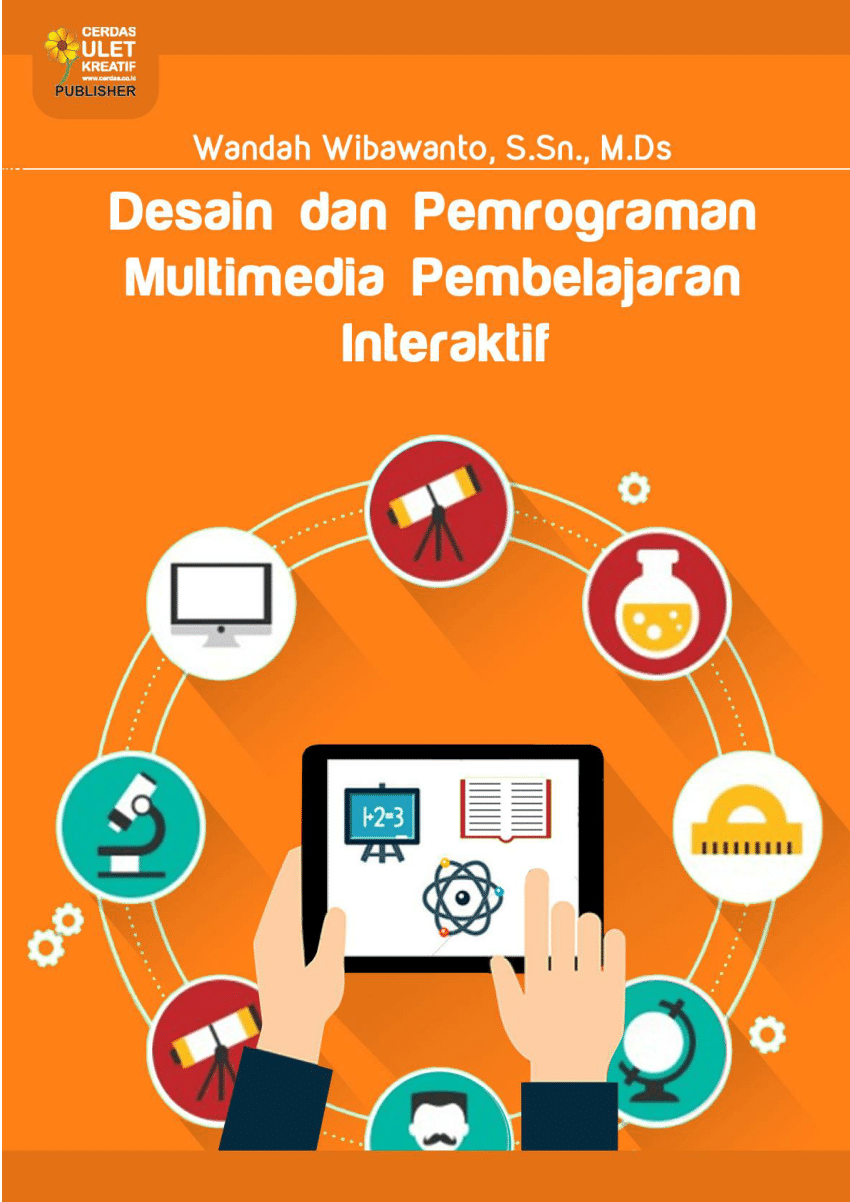 CERDAS
ULET
KREATIF
www.cerdas.co.id
PUBLISHER
Wandah Wibawanto, S.Sn., M.Ds
Desain dan Pemrograman
Multimedia Pembelajaran
Interaktif
1+2=3